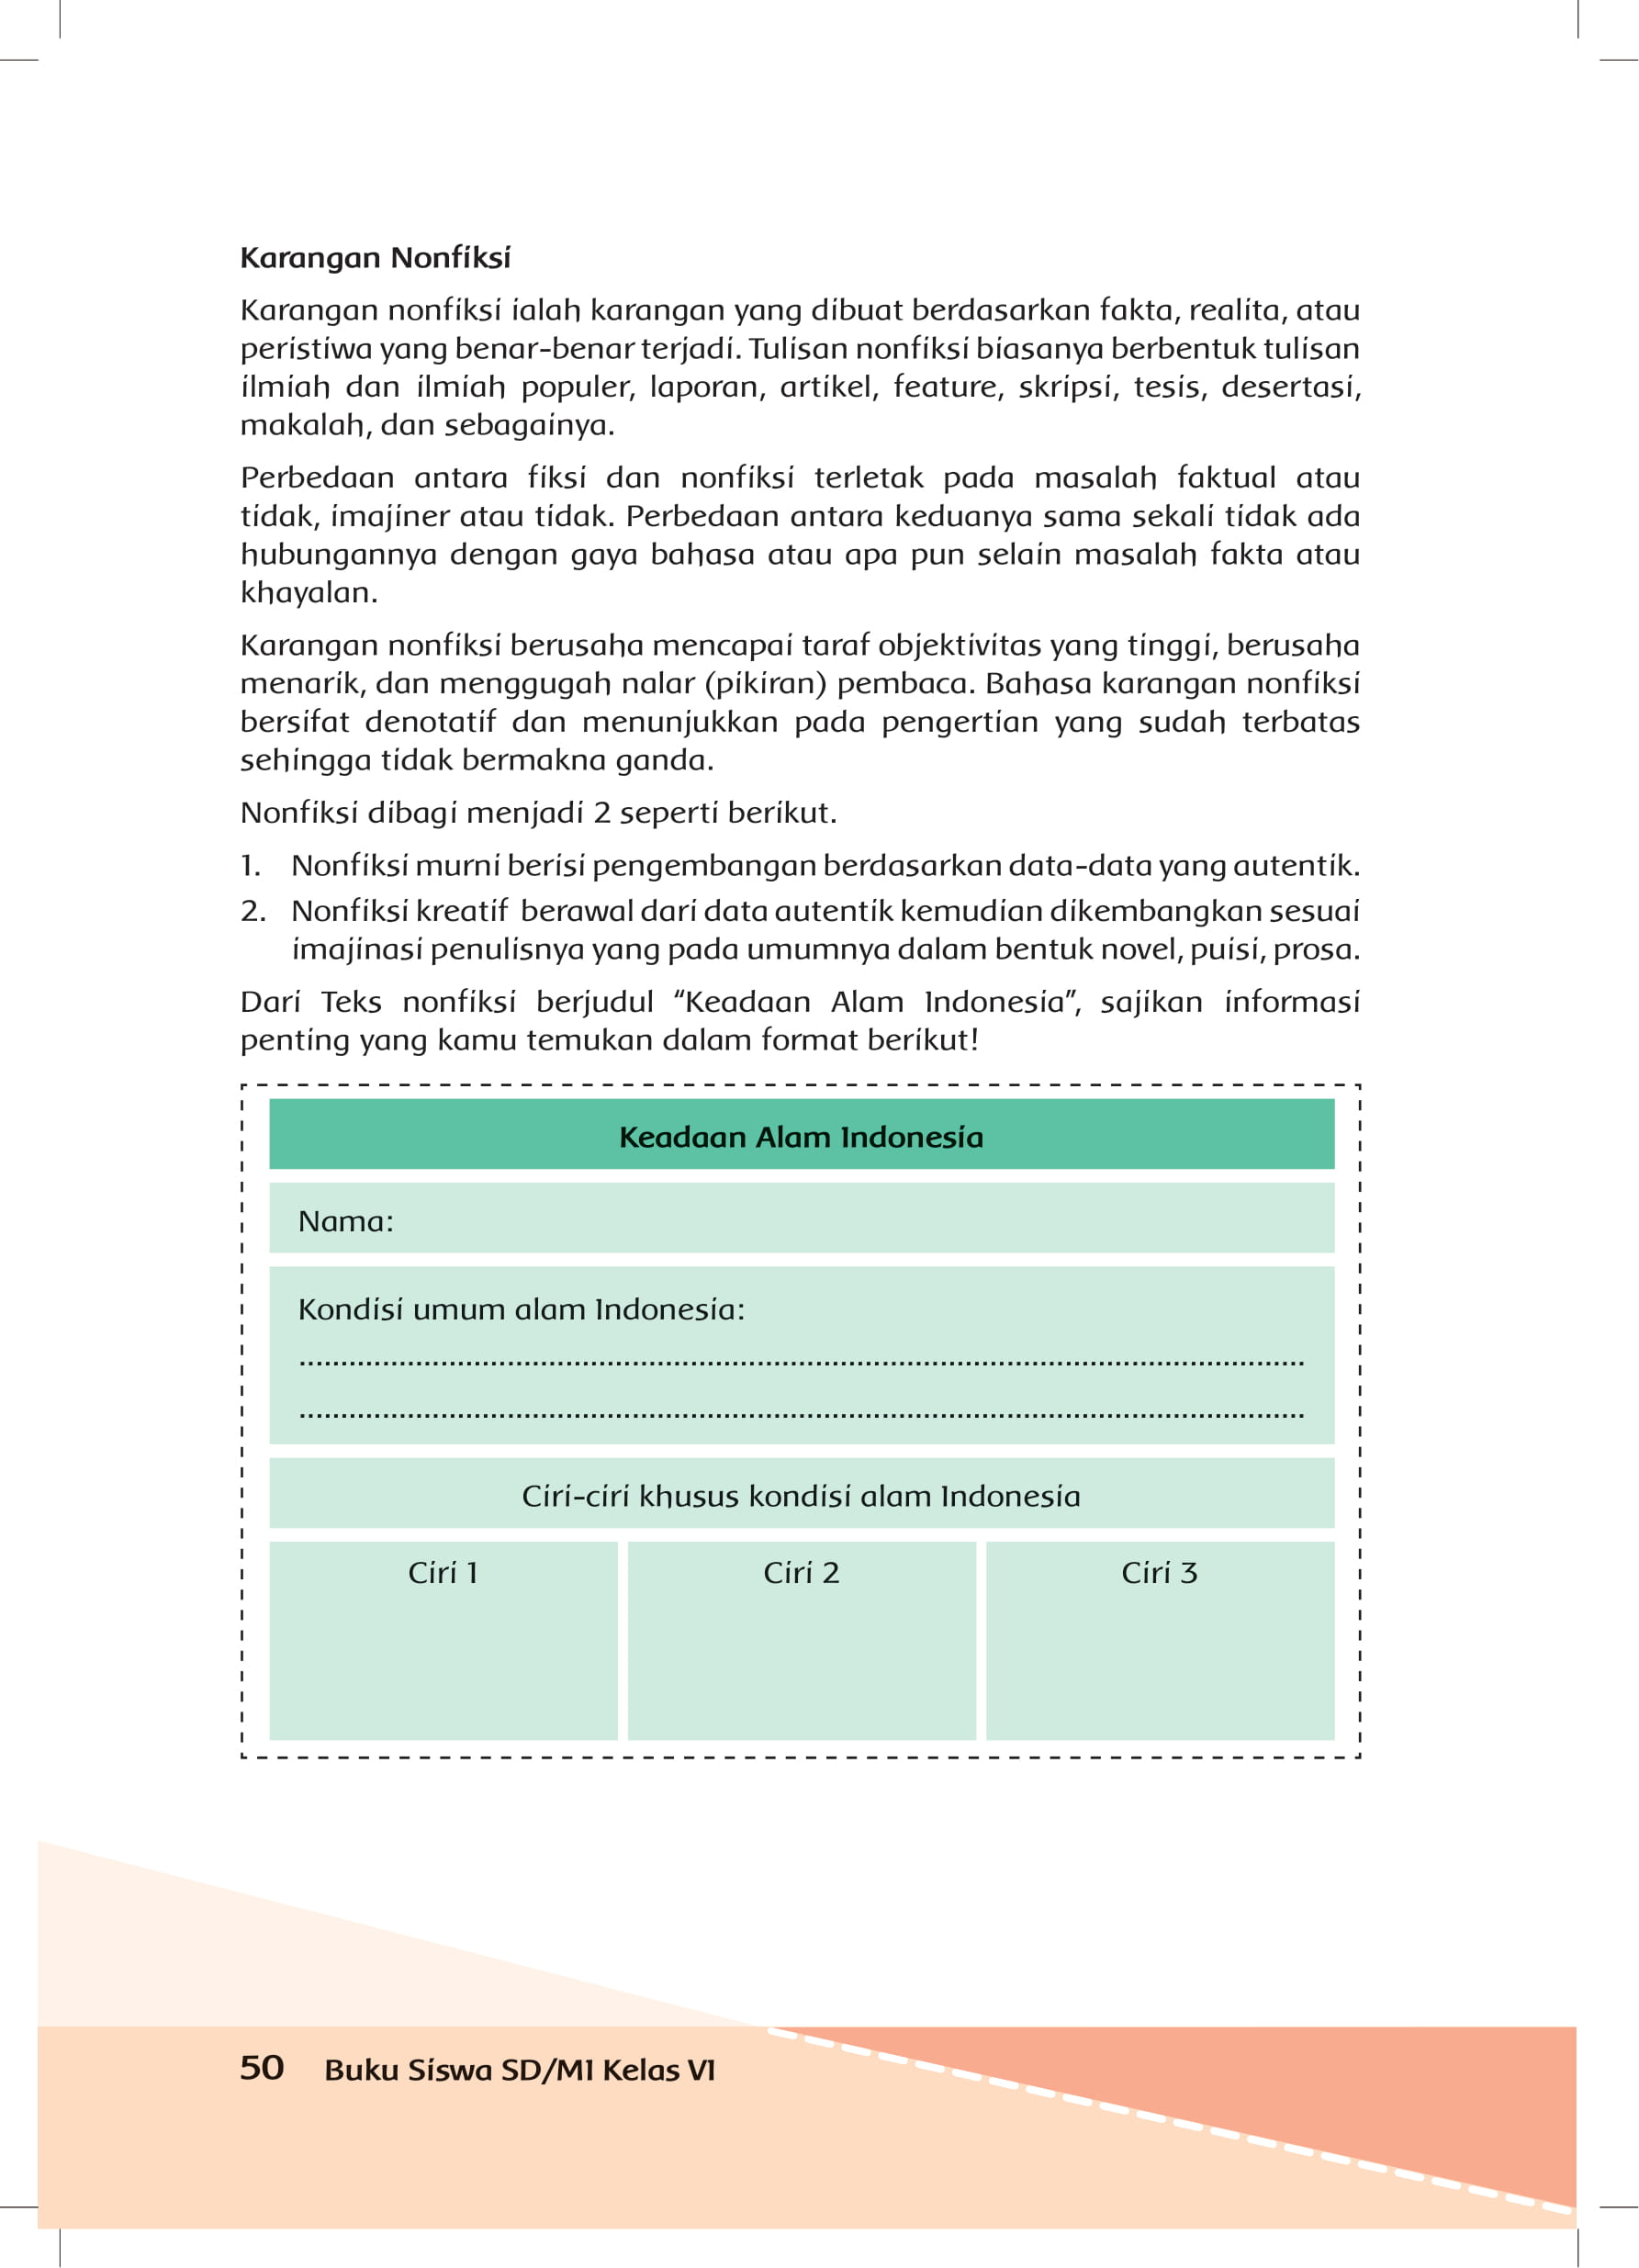 Karangan Nonfiksi
Karangan nonfiksi ialah karangan yang dibuat berdasarkan fakta, realita, atau
peristiwa yang benar-benar terjadi. Tulisan nonfiksi biasanya berbentuk tulisan
ilmiah dan ilmiah populer, laporan, artikel, feature, skripsi, tesis, desertasi,
makalah, dan sebagainya.
Perbedaan antara fiksi dan nonfiksi terletak pada masalah faktual atau
tidak, imajiner atau tidak. Perbedaan antara keduanya sama sekali tidak ada
hubungannya dengan gaya bahasa atau apa pun selain masalah fakta atau
khayalan.
Karangan nonfiksi berusaha mencapai taraf objektivitas yang tinggi, berusaha
menarik, dan menggugah nalar (pikiran) pembaca. Bahasa karangan nonfiksi
bersifat denotatif dan menunjukkan pada pengertian yang sudah terbatas
sehingga tidak bermakna ganda.
Nonfiksi dibagi menjadi 2 seperti berikut.
1. Nonfiksi murni berisi pengembangan berdasarkan data-data yang autentik.
2. Nonfiksi kreatif berawal dari data autentik kemudian dikembangkan sesuai
imajinasi penulisnya yang pada umumnya dalam bentuk novel, puisi, prosa.
Dari Teks nonfiksi berjudul “Keadaan Alam Indonesia”, sajikan informasi
penting yang kamu temukan dalam format berikut!
Keadaan Alam Indonesia
Nama:
Kondisi umum alam Indonesia:
........................................................................................................................
........................................................................................................................
Ciri-ciri khusus kondisi alam Indonesia
Ciri 1
Ciri 2
Ciri 3
50 Buku Siswa SD/MI Kelas VI